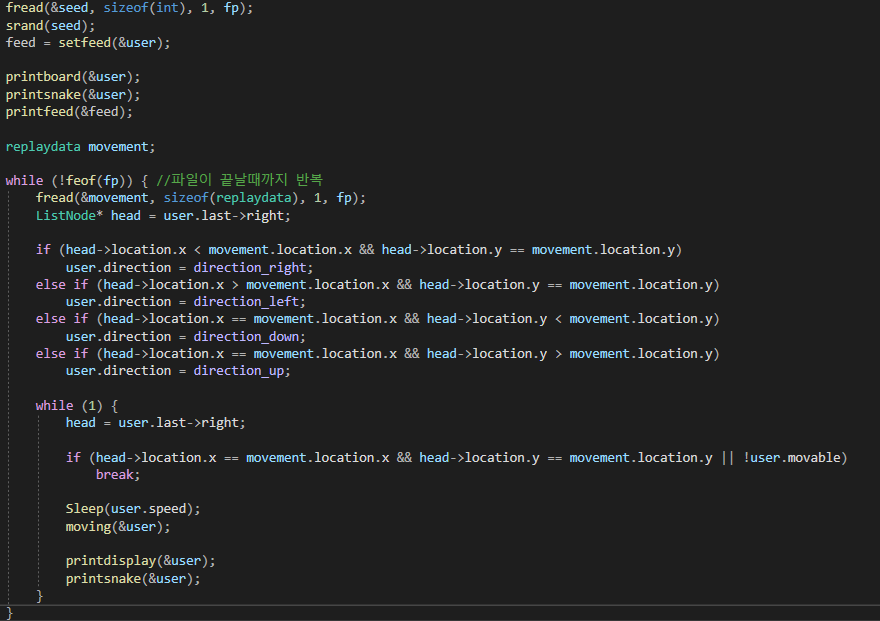 fread(&seed, sizeof(int), 1, fp);
srand(seed);
feed = setfeed(&user);
printboard(&user);
printsnake(&user);
printfeed(&feed);
replaydata movement;
while (!feof(fp)) { //파일이 끝날때까지 반복
fread(&movement, sizeof(replaydata), 1, fp);
ListNode* head = user.last->right;
if (head->location.x < movement.location.x && head->location.y == movement.location.y)
user.direction = direction_right;
else if (head->location.x > movement.location.x && head->location.y == movement.location.y)
user.direction = direction_left;
else if (head->location.x == movement.location.x && head->location.y < movement.location.y)
user.direction = direction_down;
else if (head->location.x == movement.location.x && head->location.y > movement.location.y)
user.direction = direction_up;
while (1) {
head = user.last->right;
if (head->location.x == movement.location.x && head->location.y == movement.location.y || !user.movable)
break;
Sleep(user.speed);
moving(&user);
printdisplay(&user);
printsnake(&user);
}
}